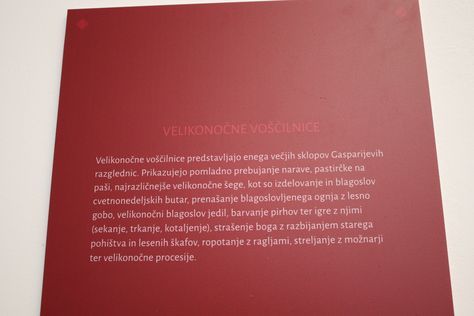 VELIKONOČNE VOŠČILNICE
Velikonočne voščilnice predstavljajo enega večjih sklopov Gasparijevih
razglednic. Prikazujejo pomladno prebujanje narave, pastirčke na
paši, najrazličnejše velikonočne šege, kot so izdelovanje in blagoslov
cvetnonedeljskih butar, prenašanje blagoslovljenega ognja z lesno
gobo, velikonočni blagoslov jedil, barvanje pirhov ter igre z njimi
(sekanje, trkanje, kotaljenje), strašenje boga z razbijanjem starega
pohištva in lesenih škafov, ropotanje z ragljami, streljanje z možnarji
ter velikonočne procesije.